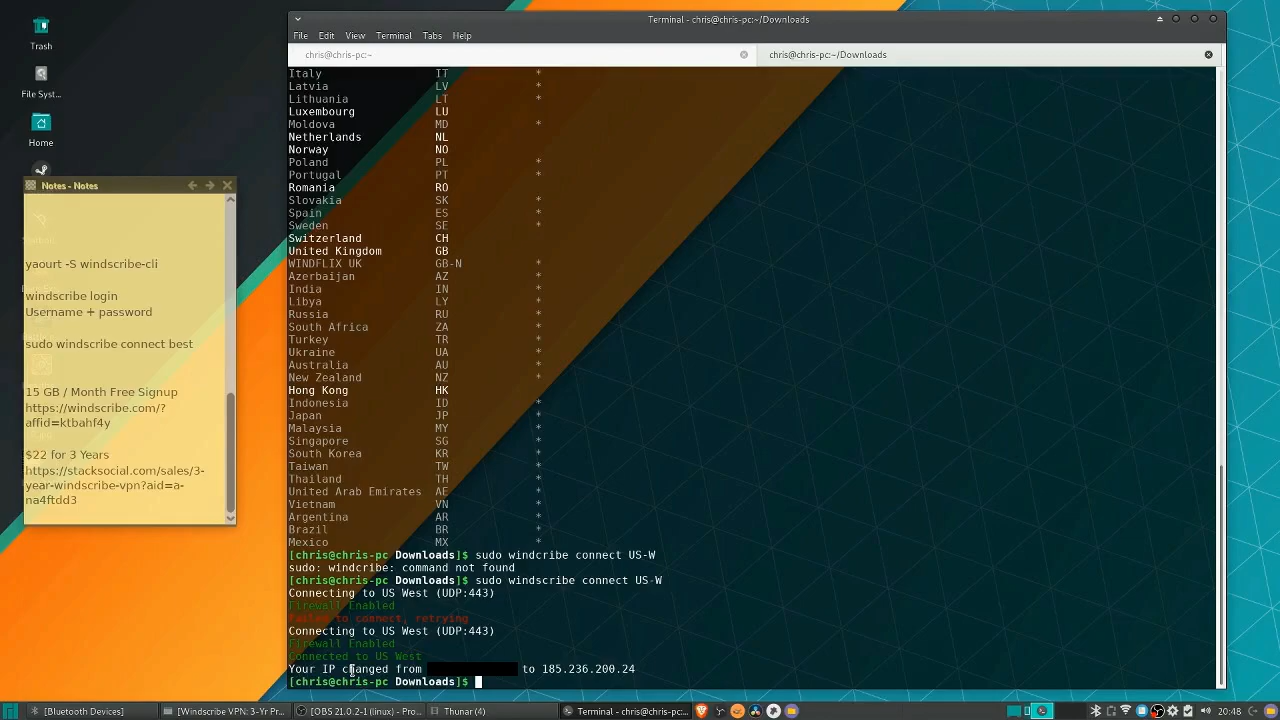 Trash
File Syst...
Home
Notes - Notes
yaourt -S windscribe-cli
windscribe login
Username + password
sudo windscribe connect best
15 GB / Month Free Signup
https://windscribe.com/?
affid=ktbahf4y
$22 for 3 Years
https://stacksocial.com/sales/3-
year-windscribe-vpn?aid=a-
na4ftdd3
Terminal - chris@chris-pc:~/Downloads
File Edit View Terminal Tabs Help
chris@chris-pc:~ chris@chris-pc:~/Downloads
Italy IT *
Latvia LV *
Lithuania LT *
Luxembourg LU
Moldova MD *
Netherlands NL
Norway NO
Poland PL *
Portugal PT *
Romania RO
Slovakia SK *
Spain ES *
Sweden SE *
Switzerland CH
United Kingdom GB
WINDFLIX UK GB-N *
Azerbaijan AZ *
India IN *
Libya LY *
Russia RU *
South Africa ZA *
Turkey TR *
Ukraine UA *
Australia AU *
New Zealand NZ *
Hong Kong HK
Indonesia ID *
Japan JP *
Malaysia MY *
Singapore SG *
South Korea KR *
Taiwan TW *
Thailand TH *
United Arab Emirates AE *
Vietnam VN *
Argentina AR *
Brazil BR *
Mexico MX *
[chris@chris-pc Downloads]$ sudo windcribe connect US-W
sudo: windcribe: command not found
[chris@chris-pc Downloads]$ sudo windscribe connect US-W
Connecting to US West (UDP:443)
Firewall Enabled
Failed to connect, retrying
Connecting to US West (UDP:443)
Firewall Enabled
Connected to US West
Your IP changed from to 185.236.200.24
[chris@chris-pc Downloads]$
[Bluetooth Devices] [Windscribe VPN: 3-Yr Pr... [OBS 21.0.2-1 (linux) - Pro... Thunar (4) Terminal - chris@chris-pc:~/... 20:48